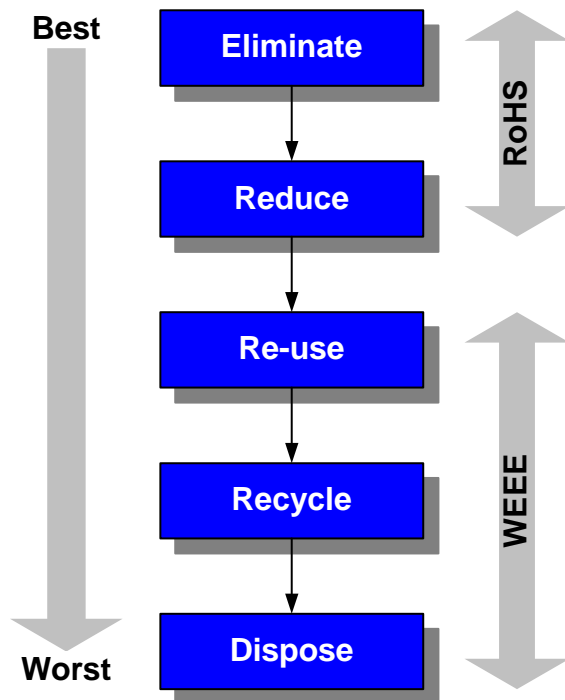 Best
Eliminate
RoHS
Reduce
Re-use
Recycle
WEEE
Dispose
Worst